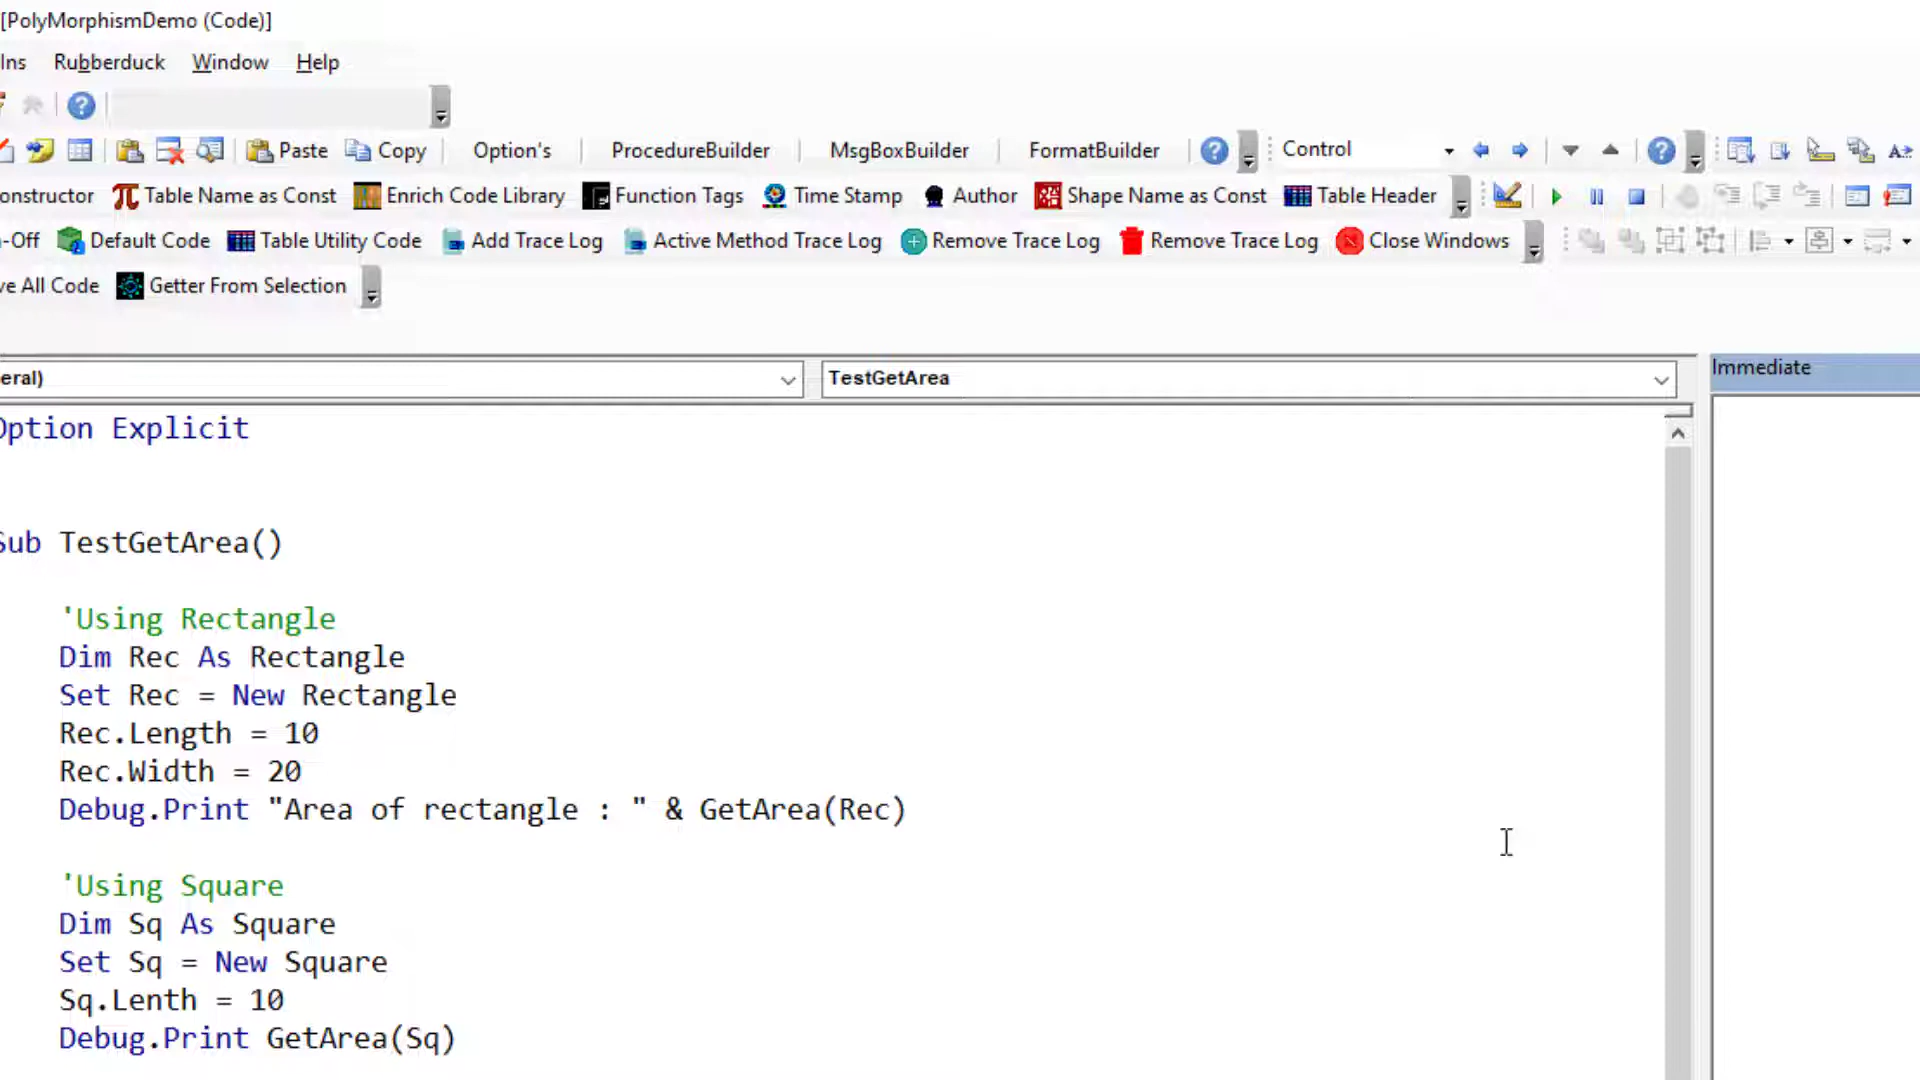 [PolyMorphismDemo (Code)]
Ins Rubberduck Window Help
Paste Copy Option's ProcedureBuilder MsgBoxBuilder FormatBuilder Control
onstructor Table Name as Const Enrich Code Library Function Tags Time Stamp Author Shape Name as Const Table Header
-Off Default Code Table Utility Code Add Trace Log Active Method Trace Log Remove Trace Log Remove Trace Log Close Windows
ve All Code Getter From Selection
eral) TestGetArea Immediate
Option Explicit
Sub TestGetArea()
'Using Rectangle
Dim Rec As Rectangle
Set Rec = New Rectangle
Rec.Length = 10
Rec.Width = 20
Debug.Print "Area of rectangle : " & GetArea(Rec)
'Using Square
Dim Sq As Square
Set Sq = New Square
Sq.Lenth = 10
Debug.Print GetArea(Sq)